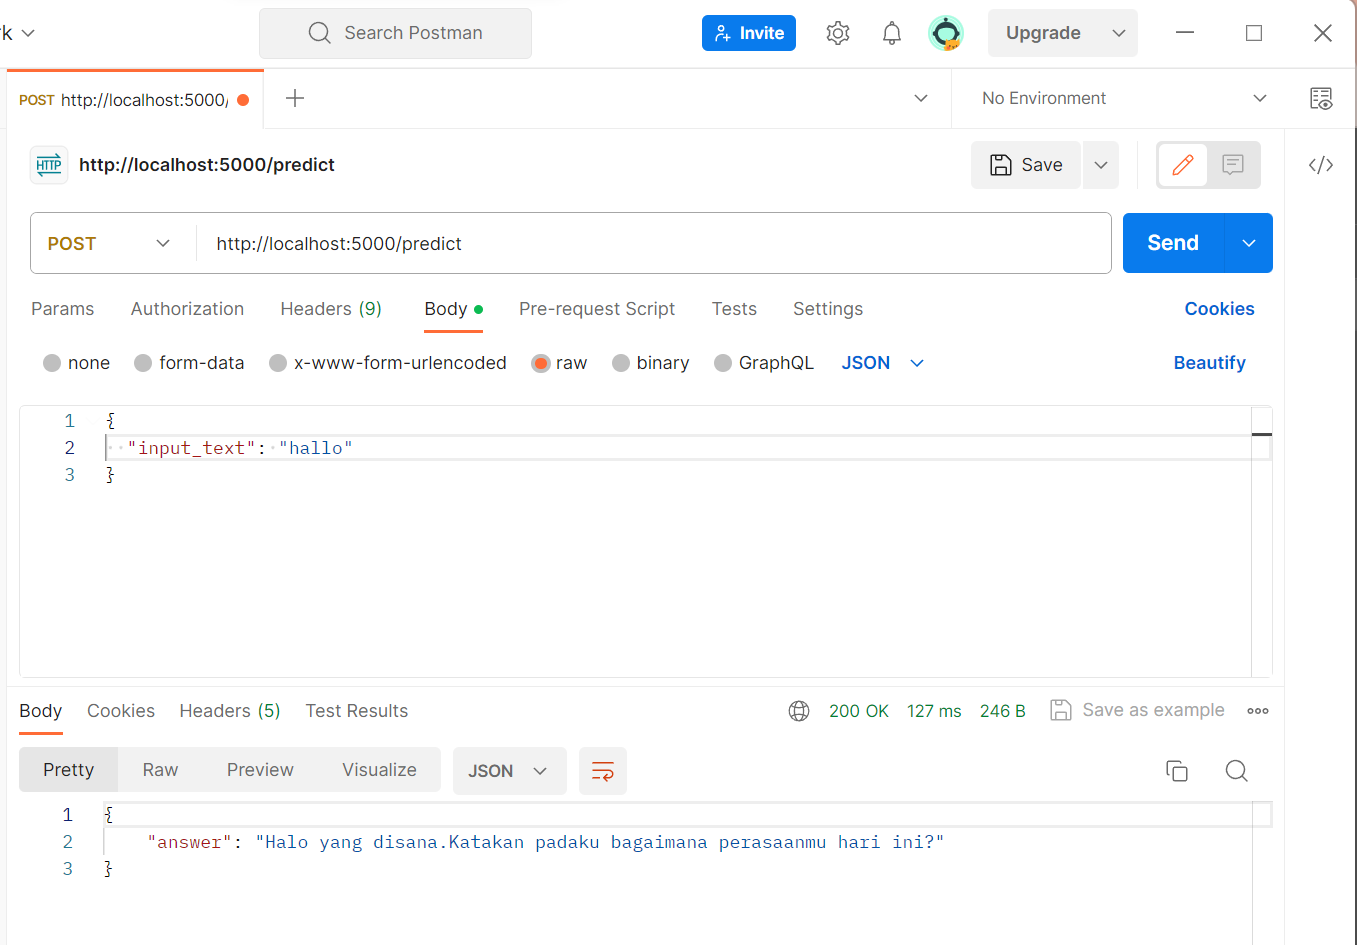 k
Search Postman
Invite
Upgrade
POST http://localhost:5000/
No Environment
HTTP http://localhost:5000/predict
Save
POST
http://localhost:5000/predict
Send
Params Authorization Headers (9) Body Pre-request Script Tests Settings Cookies
none form-data x-www-form-urlencoded raw binary GraphQL JSON Beautify
1 {
2 "input_text": "hallo"
3 }
Body Cookies Headers (5) Test Results 200 OK 127 ms 246 B Save as example
Pretty Raw Preview Visualize JSON
1 {
2 "answer": "Halo yang disana.Katakan padaku bagaimana perasaanmu hari ini?"
3 }